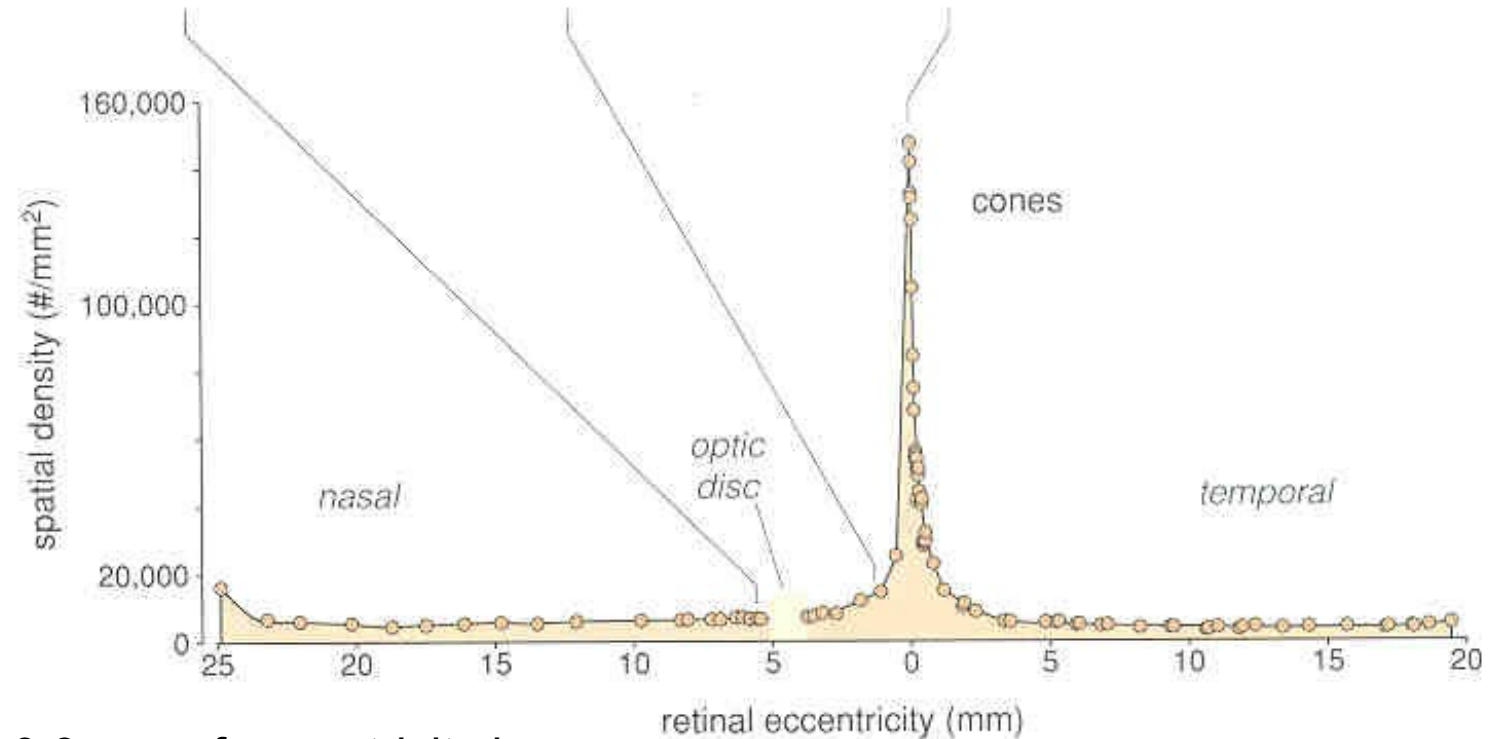 160,000
cones
100,000
spatial density (#/mm²)
optic
disc
nasal
temporal
20,000
0
25 20 15 10 5 0 5 10 15 20
retinal eccentricity (mm)